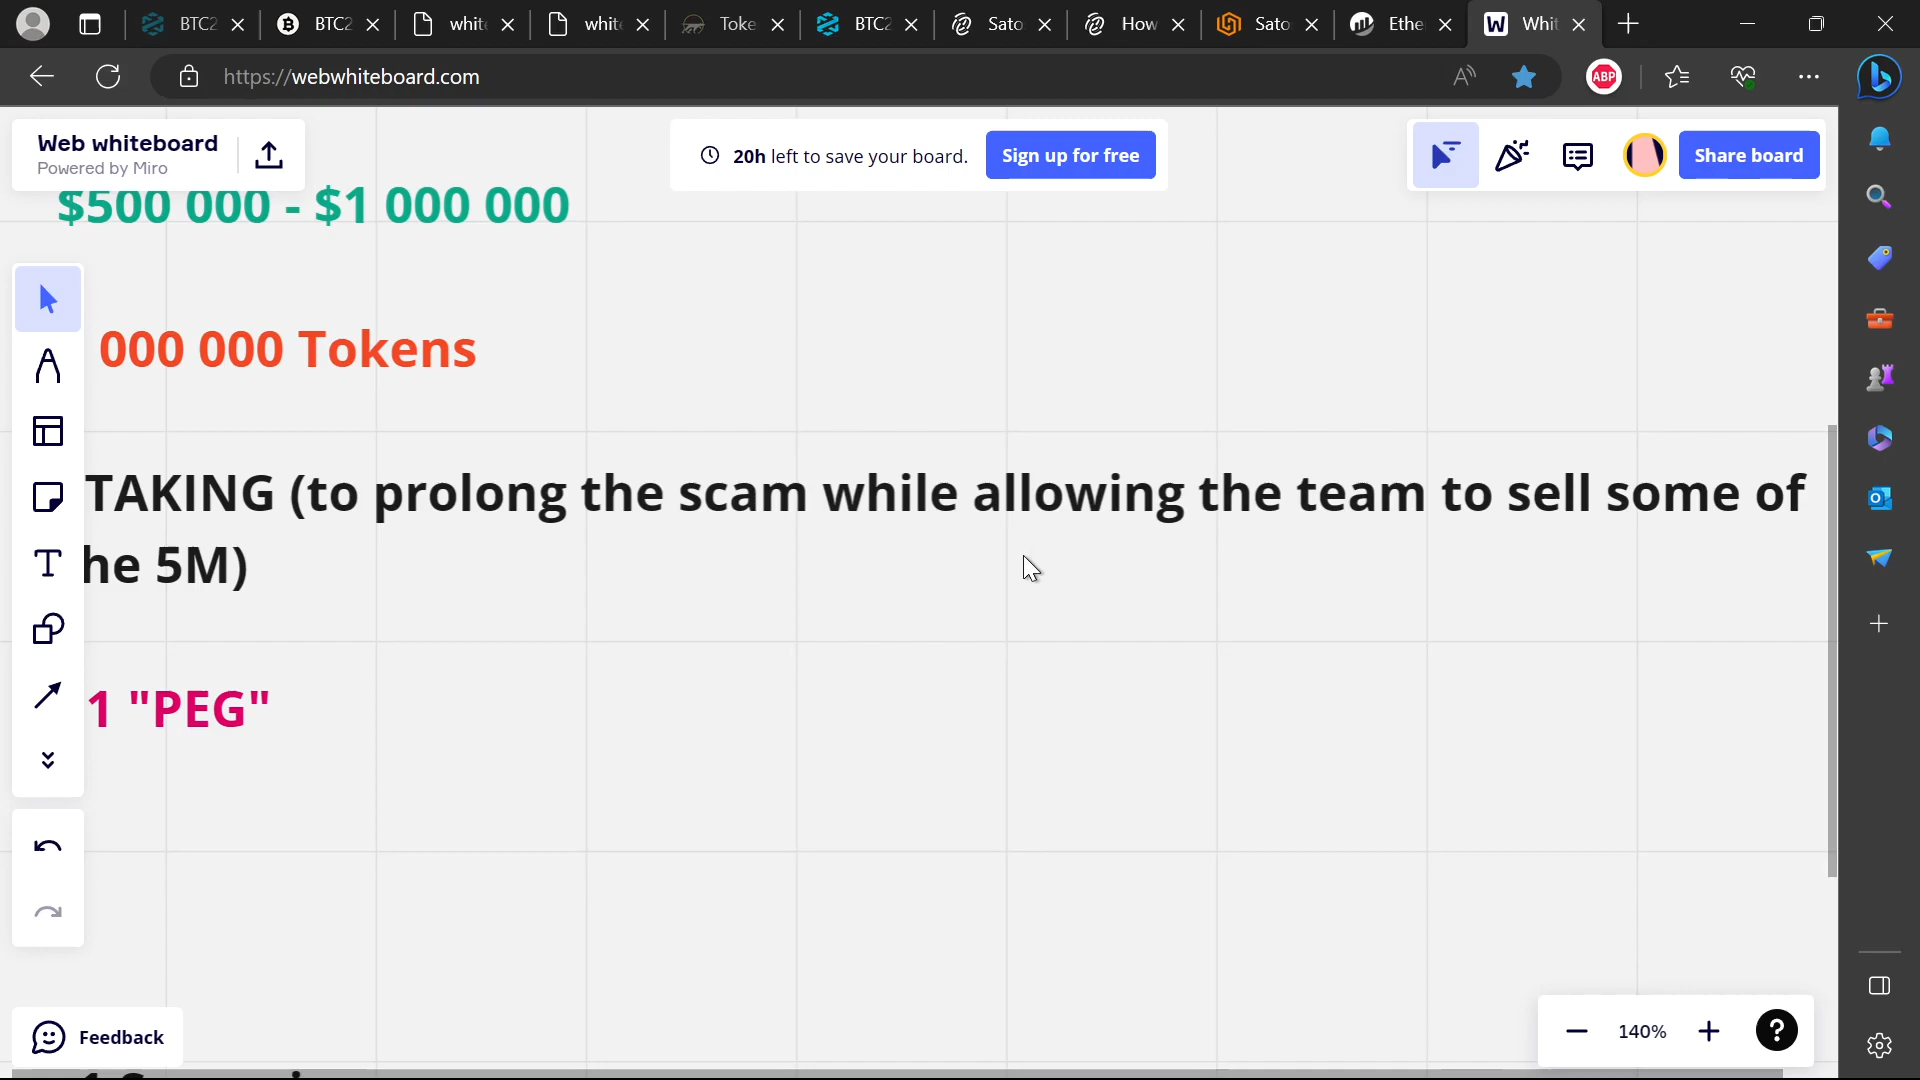 BTC2 BTC2 whit whit Toke BTC2 Sato How Sato Ethe Whit
https://webwhiteboard.com
ABP
Web whiteboard
Powered by Miro
20h left to save your board.
Sign up for free
Share board
$500 000 - $1 000 000
000 000 Tokens
TAKING (to prolong the scam while allowing the team to sell some of
he 5M)
1 "PEG"
Feedback
140%